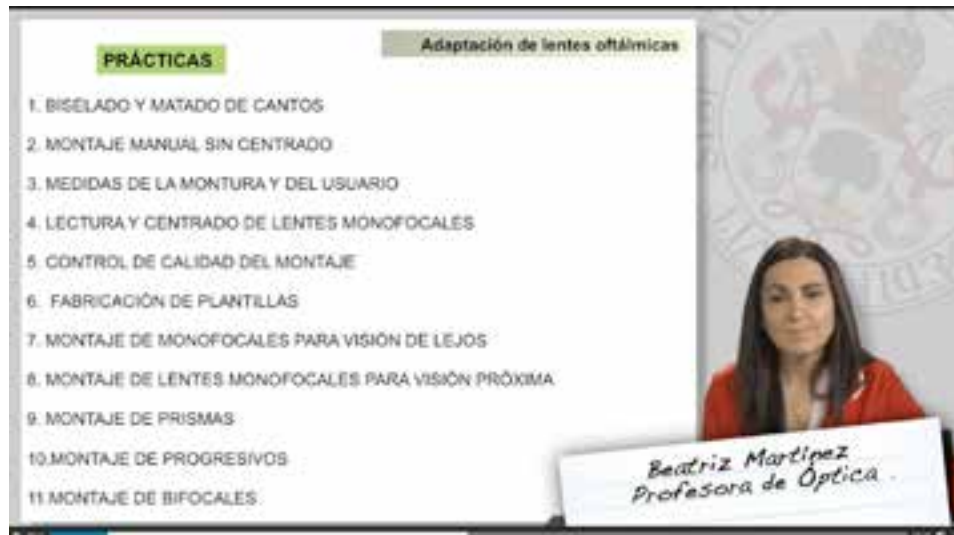 Adaptación de lentes oftálmicas
PRÁCTICAS
1. BISELADO Y MATADO DE CANTOS
2. MONTAJE MANUAL SIN CENTRADO
3. MEDIDAS DE LA MONTURA Y DEL USUARIO
4. LECTURA Y CENTRADO DE LENTES MONOFOCALES
5. CONTROL DE CALIDAD DEL MONTAJE
6. FABRICACIÓN DE PLANTILLAS
7. MONTAJE DE MONOFOCALES PARA VISIÓN DE LEJOS
8. MONTAJE DE LENTES MONOFOCALES PARA VISIÓN PRÓXIMA
9. MONTAJE DE PRISMAS
10.MONTAJE DE PROGRESIVOS
11.MONTAJE DE BIFOCALES
Beatriz Martínez
Profesora de Óptica